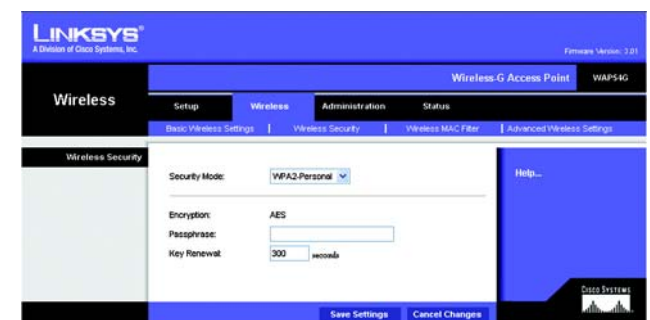 LINKSYS®
A Division of Cisco Systems, Inc.
Firmware Version: 3.01
Wireless-G Access Point WAP54G
Wireless
Setup Wireless Administration Status
Basic Wireless Settings | Wireless Security | Wireless MAC Filter | Advanced Wireless Settings
Wireless Security
Security Mode: WPA2-Personal
Help...
Encryption: AES
Passphrase:
Key Renewal: 300 seconds
CISCO SYSTEMS
Save Settings Cancel Changes